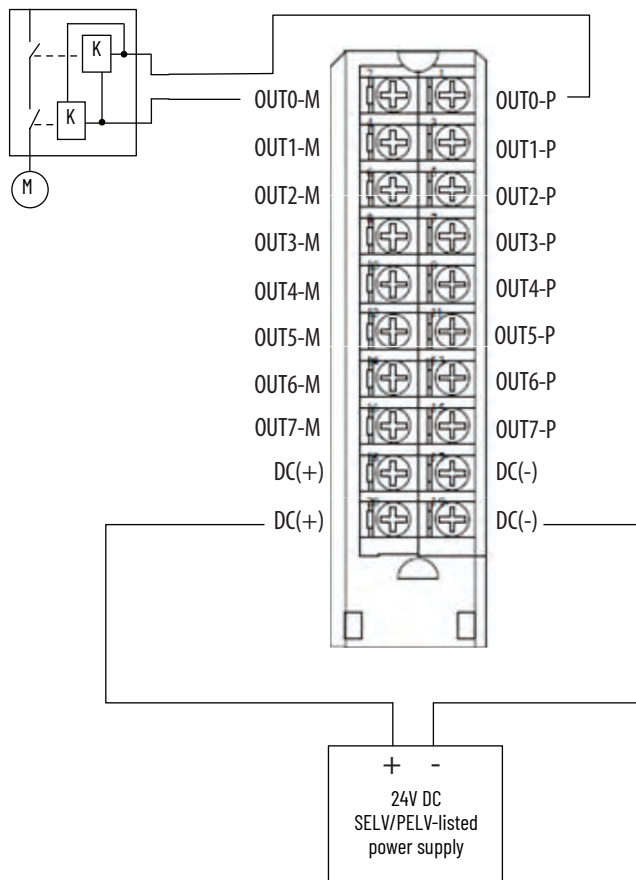 K
K
M
OUT0-M OUT0-P
OUT1-M OUT1-P
OUT2-M OUT2-P
OUT3-M OUT3-P
OUT4-M OUT4-P
OUT5-M OUT5-P
OUT6-M OUT6-P
OUT7-M OUT7-P
DC(+) DC(-)
DC(+) DC(-)
+ -
24V DC
SELV/PELV-listed
power supply